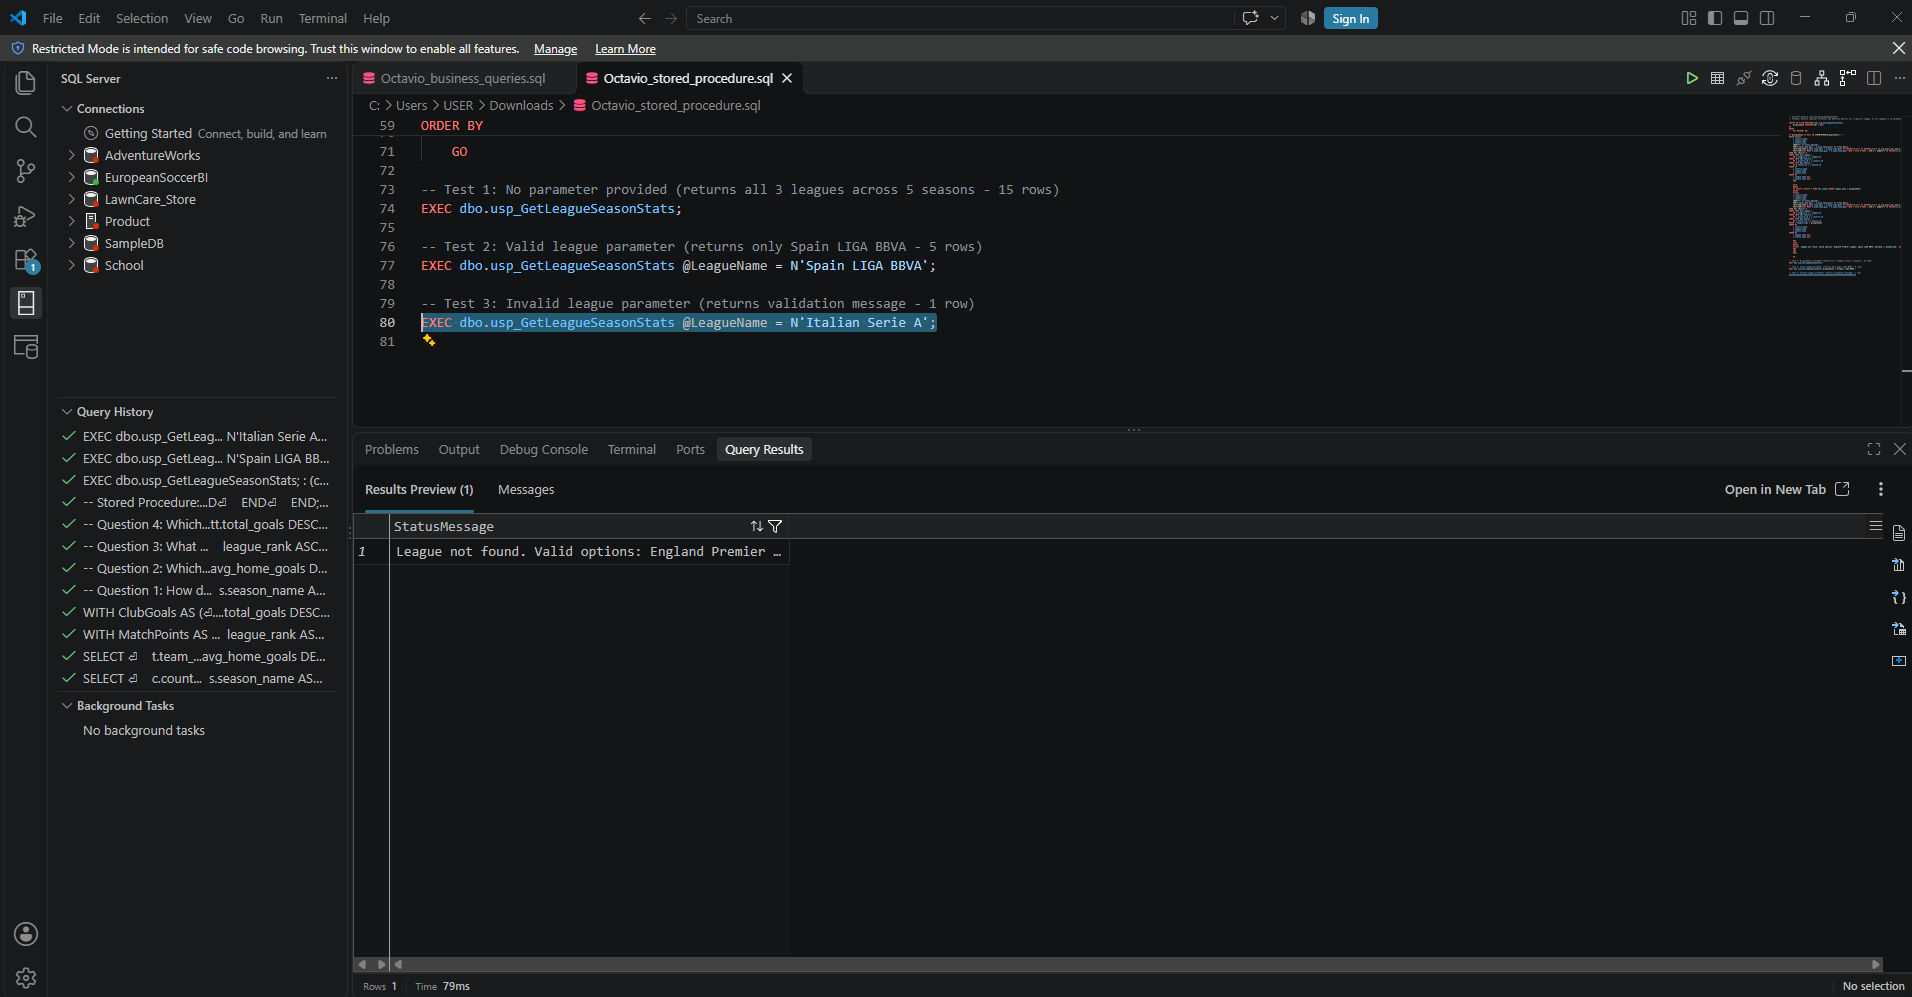 File Edit Selection View Go Run Terminal Help
Search
Sign In
Restricted Mode is intended for safe code browsing. Trust this window to enable all features. Manage Learn More
SQL Server
Connections
Getting Started Connect, build, and learn
AdventureWorks
EuropeanSoccerBI
LawnCare_Store
Product
SampleDB
School
1
Query History
EXEC dbo.usp_GetLeag... N'Italian Serie A...
EXEC dbo.usp_GetLeag... N'Spain LIGA BB...
EXEC dbo.usp_GetLeagueSeasonStats; : (c...
-- Stored Procedure:...D⏎ END⏎ END;...
-- Question 4: Which...tt.total_goals DESC...
-- Question 3: What ... league_rank ASC...
-- Question 2: Which...avg_home_goals D...
-- Question 1: How d... s.season_name A...
WITH ClubGoals AS (⏎....total_goals DESC...
WITH MatchPoints AS ... league_rank AS...
SELECT ⏎ t.team_...avg_home_goals DE...
SELECT ⏎ c.count... s.season_name AS...
Background Tasks
No background tasks
Octavio_business_queries.sql Octavio_stored_procedure.sql
C: > Users > USER > Downloads > Octavio_stored_procedure.sql
59 ORDER BY
71 GO
72
73 -- Test 1: No parameter provided (returns all 3 leagues across 5 seasons - 15 rows)
74 EXEC dbo.usp_GetLeagueSeasonStats;
75
76 -- Test 2: Valid league parameter (returns only Spain LIGA BBVA - 5 rows)
77 EXEC dbo.usp_GetLeagueSeasonStats @LeagueName = N'Spain LIGA BBVA';
78
79 -- Test 3: Invalid league parameter (returns validation message - 1 row)
80 EXEC dbo.usp_GetLeagueSeasonStats @LeagueName = N'Italian Serie A';
81
Problems Output Debug Console Terminal Ports Query Results
Results Preview (1) Messages
Open in New Tab
StatusMessage
1 League not found. Valid options: England Premier …
Rows 1 Time 79ms
No selection